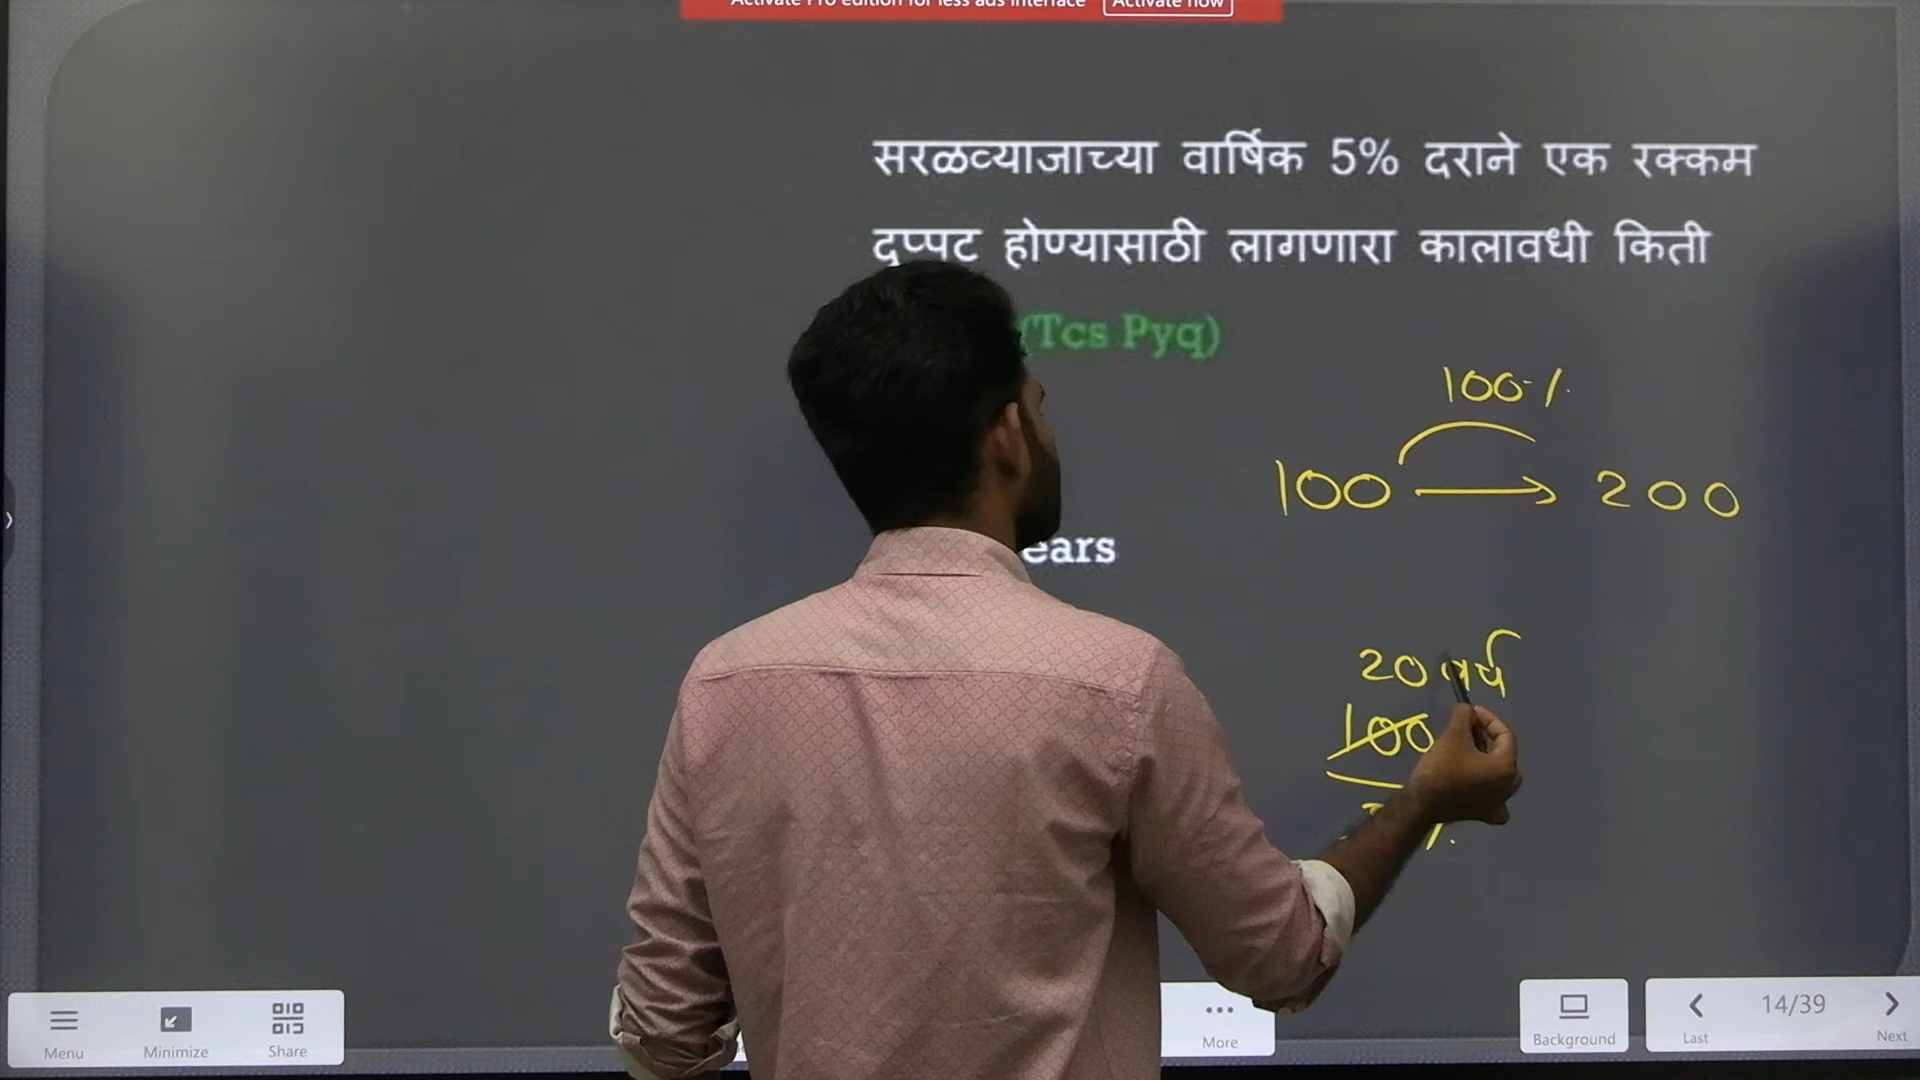 Activate Pro edition for less ads interface Activate now
सरळव्याजाच्या वार्षिक 5% दराने एक रक्कम
दुप्पट होण्यासाठी लागणारा कालावधी किती
(Tcs Pyq)
100%
100 → 200
ears
20 वर्ष
100
%
Menu Minimize Share More Background Last 14/39 Next